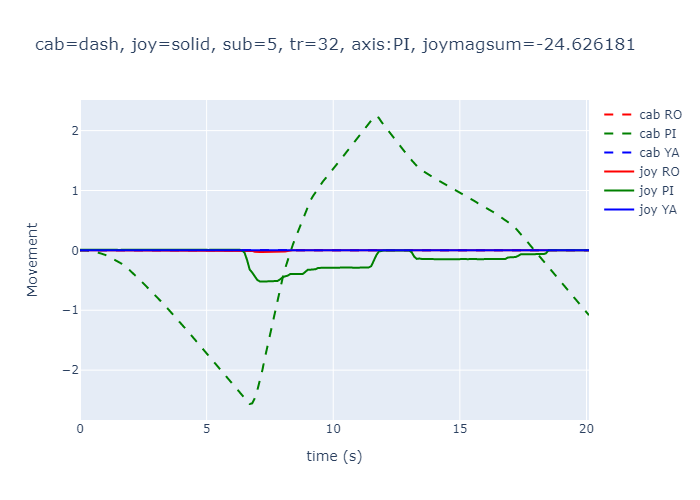 cab=dash, joy=solid, sub=5, tr=32, axis:PI, joymagsum=-24.626181
cab RO
cab PI
cab YA
joy RO
joy PI
joy YA
2
1
0
−1
−2
Movement
0
5
10
15
20
time (s)